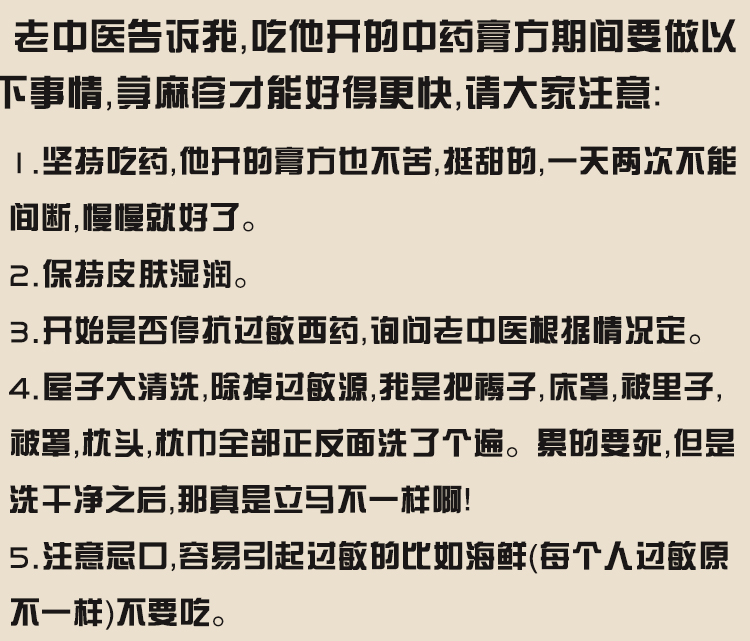 老中医告诉我,吃他开的中药膏方期间要做以
下事情,荨麻疹才能好得更快,请大家注意:
1.坚持吃药,他开的膏方也不苦,挺甜的,一天两次不能
间断,慢慢就好了。
2.保持皮肤湿润。
3.开始是否停抗过敏西药,询问老中医根据情况定。
4.屋子大清洗,除掉过敏源,我是把褥子,床罩,被里子,
被罩,枕头,枕巾全部正反面洗了个遍。累的要死,但是
洗干净之后,那真是立马不一样啊!
5.注意忌口,容易引起过敏的比如海鲜(每个人过敏原
不一样)不要吃。